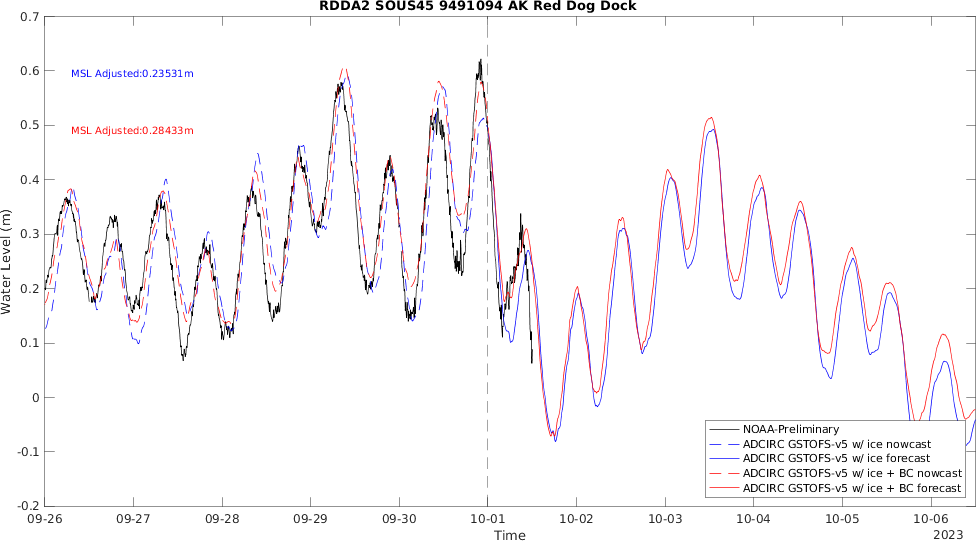 RDDA2 SOUS45 9491094 AK Red Dog Dock
0.7
0.6
0.5
0.4
0.3
0.2
0.1
0
-0.1
-0.2
Water Level (m)
MSL Adjusted:0.23531m
MSL Adjusted:0.28433m
NOAA-Preliminary
ADCIRC GSTOFS-v5 w/ ice nowcast
ADCIRC GSTOFS-v5 w/ ice forecast
ADCIRC GSTOFS-v5 w/ ice + BC nowcast
ADCIRC GSTOFS-v5 w/ ice + BC forecast
09-26 09-27 09-28 09-29 09-30 10-01 10-02 10-03 10-04 10-05 10-06
Time
2023